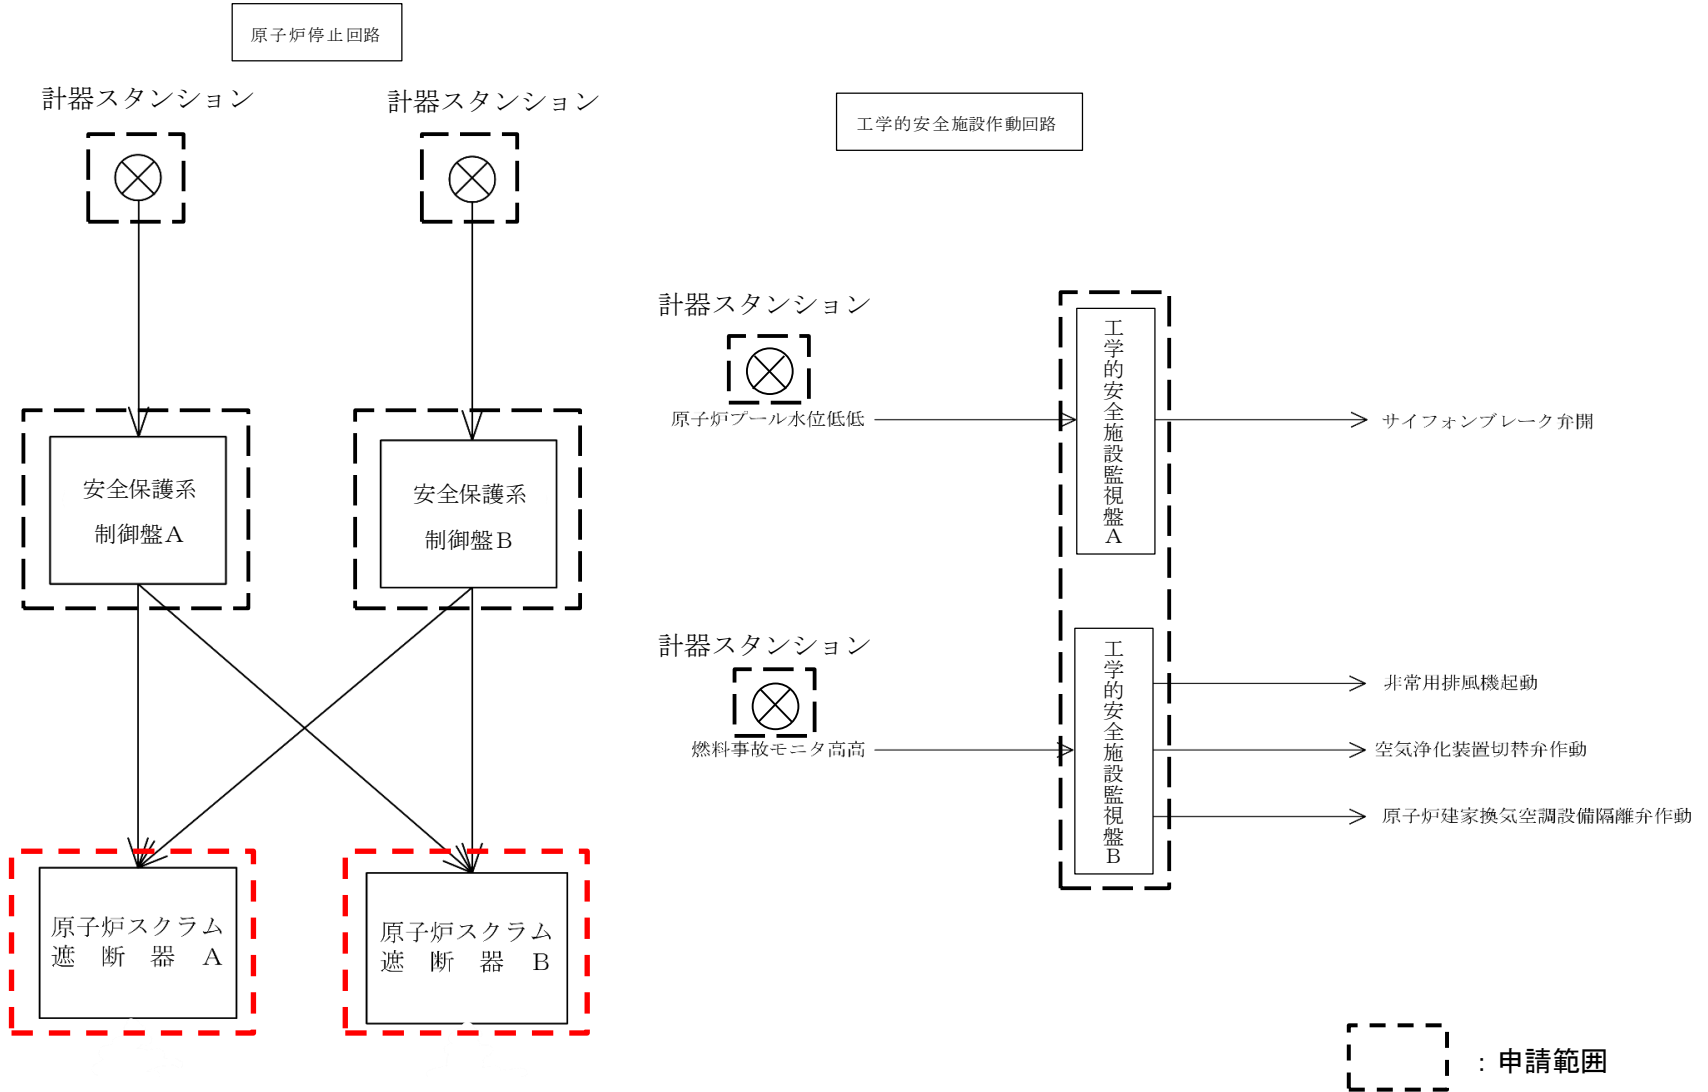 原子炉停止回路
計器スタンション
計器スタンション
安全保護系
制御盤A
安全保護系
制御盤B
原子炉スクラム
遮断器A
原子炉スクラム
遮断器B
工学的安全施設作動回路
計器スタンション
原子炉プール水位低低
工学的安全施設監視盤A
サイフォンブレーク弁開
計器スタンション
燃料事故モニタ高高
工学的安全施設監視盤B
非常用排風機起動
空気浄化装置切替弁作動
原子炉建家換気空調設備隔離弁作動
：申請範囲